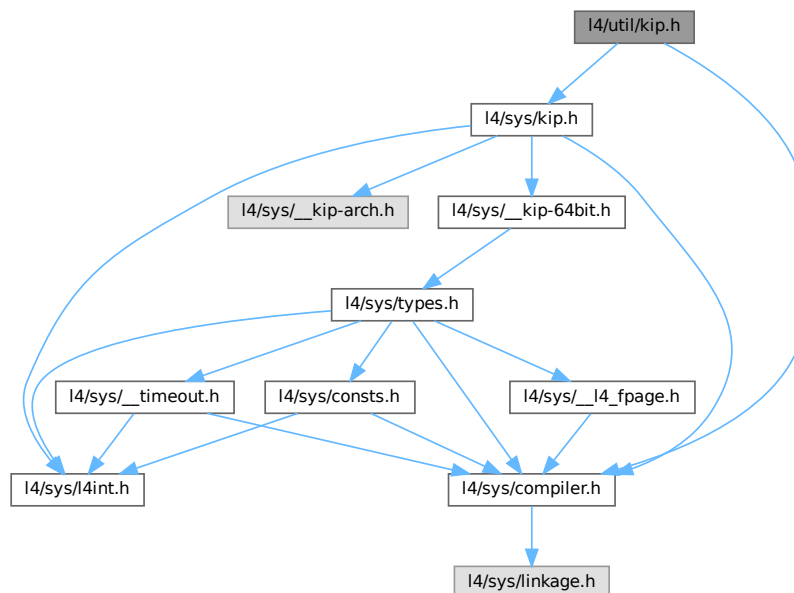 l4/util/kip.h
l4/sys/kip.h
l4/sys/__kip-arch.h
l4/sys/__kip-64bit.h
l4/sys/types.h
l4/sys/__timeout.h
l4/sys/consts.h
l4/sys/__l4_fpage.h
l4/sys/l4int.h
l4/sys/compiler.h
l4/sys/linkage.h